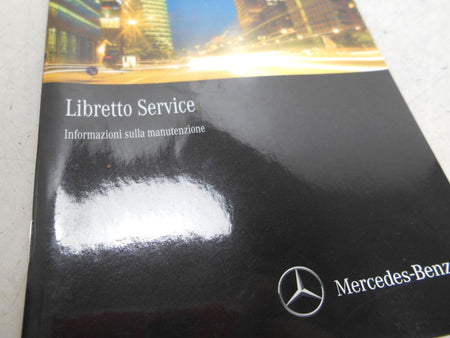 Libretto Service
Informazioni sulla manutenzione
Mercedes-Benz